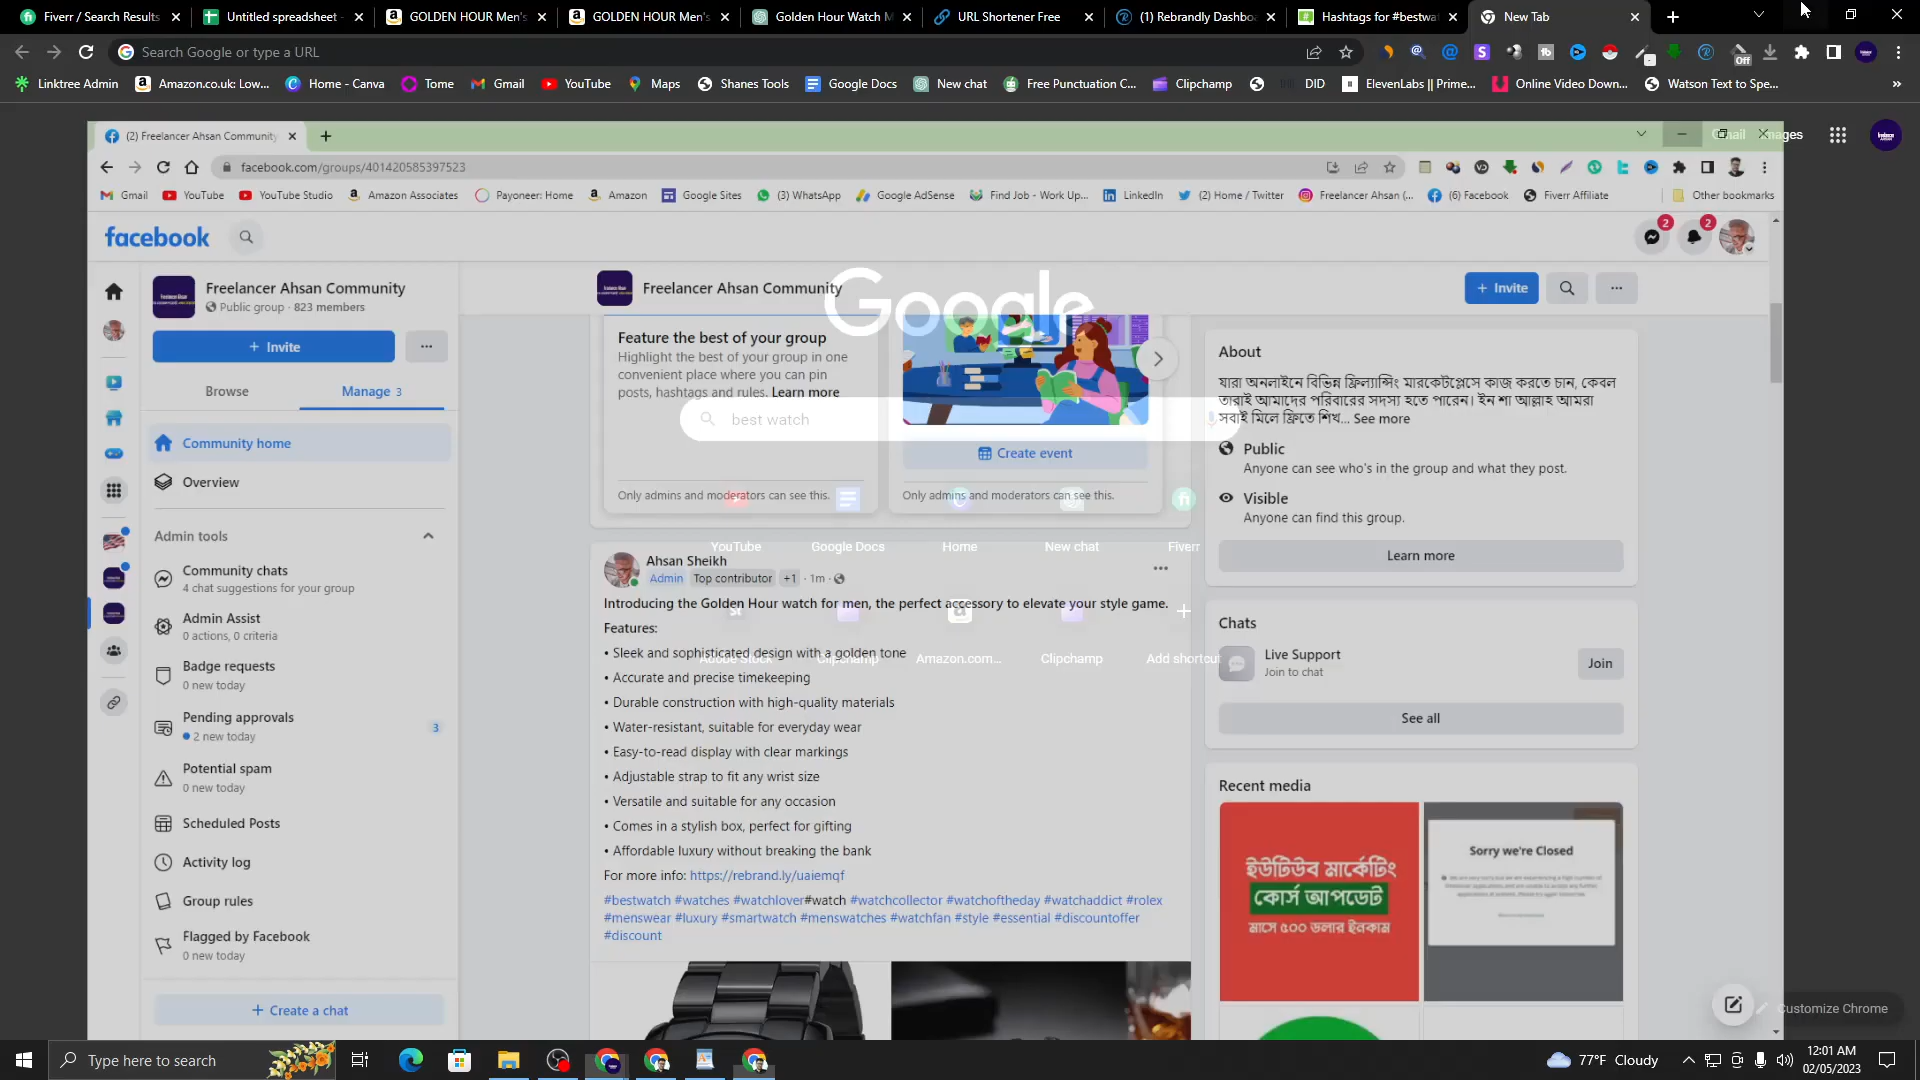 Fiverr / Search Results
Untitled spreadsheet -
GOLDEN HOUR Men's
GOLDEN HOUR Men's
Golden Hour Watch M
URL Shortener Free
(1) Rebrandly Dashbo
Hashtags for #bestwat
New Tab
Search Google or type a URL
Off
Linktree Admin
Amazon.co.uk: Low...
Home - Canva
Tome
Gmail
YouTube
Maps
Shanes Tools
Google Docs
New chat
Free Punctuation C...
Clipchamp
DID
ElevenLabs || Prime...
Online Video Down...
Watson Text to Spe...
(2) Freelancer Ahsan Community
Gmail
Images
facebook.com/groups/401420585397523
Gmail
YouTube
YouTube Studio
Amazon Associates
Payoneer: Home
Amazon
Google Sites
(3) WhatsApp
Google AdSense
Find Job - Work Up...
LinkedIn
(2) Home / Twitter
Freelancer Ahsan (...
(6) Facebook
Fiverr Affiliate
Other bookmarks
facebook
2
2
Freelancer Ahsan Community
Public group · 823 members
+ Invite
Browse
Manage 3
Community home
Overview
Admin tools
Community chats
4 chat suggestions for your group
Admin Assist
0 actions, 0 criteria
Badge requests
0 new today
Pending approvals
2 new today
3
Potential spam
0 new today
Scheduled Posts
Activity log
Group rules
Flagged by Facebook
0 new today
+ Create a chat
Freelancer Ahsan Community
+ Invite
Google
Feature the best of your group
Highlight the best of your group in one
convenient place where you can pin
posts, hashtags and rules. Learn more
best watch
Create event
Only admins and moderators can see this.
Only admins and moderators can see this.
YouTube
Google Docs
Home
New chat
Fiverr
Adobe Stock
Clipchamp
Amazon.com...
Clipchamp
Add shortcut
Ahsan Sheikh
Admin Top contributor +1 · 1m ·
Introducing the Golden Hour watch for men, the perfect accessory to elevate your style game.
Features:
• Sleek and sophisticated design with a golden tone
• Accurate and precise timekeeping
• Durable construction with high-quality materials
• Water-resistant, suitable for everyday wear
• Easy-to-read display with clear markings
• Adjustable strap to fit any wrist size
• Versatile and suitable for any occasion
• Comes in a stylish box, perfect for gifting
• Affordable luxury without breaking the bank
For more info: https://rebrand.ly/uaiemqf
#bestwatch #watches #watchlover#watch #watchcollector #watchoftheday #watchaddict #rolex
#menswear #luxury #smartwatch #menswatches #watchfan #style #essential #discountoffer
#discount
About
যারা অনলাইনে বিভিন্ন ফ্রিল্যান্সিং মারকেটপ্লেসে কাজ করতে চান, কেবল
তারাই আমাদের পরিবারের সদস্য হতে পারেন। ইন শা আল্লাহ আমরা
সবাই মিলে ফ্রিতে শিখ... See more
Public
Anyone can see who's in the group and what they post.
Visible
Anyone can find this group.
Learn more
Chats
Live Support
Join to chat
Join
See all
Recent media
ইউটিউব মার্কেটিং
কোর্স আপডেট
মাসে ৫০০ ডলার ইনকাম
Sorry we're Closed
Customize Chrome
Type here to search
77°F Cloudy
12:01 AM
02/05/2023